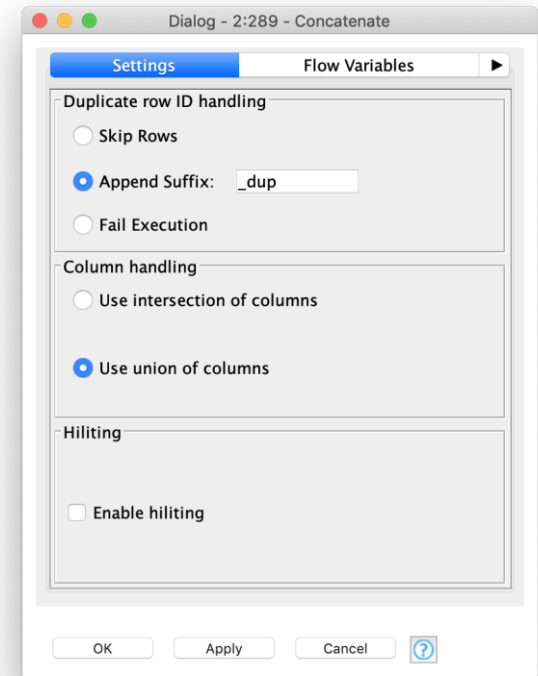 Dialog - 2:289 - Concatenate
Settings Flow Variables
Duplicate row ID handling
Skip Rows
Append Suffix: _dup
Fail Execution
Column handling
Use intersection of columns
Use union of columns
Hiliting
Enable hiliting
OK Apply Cancel ?